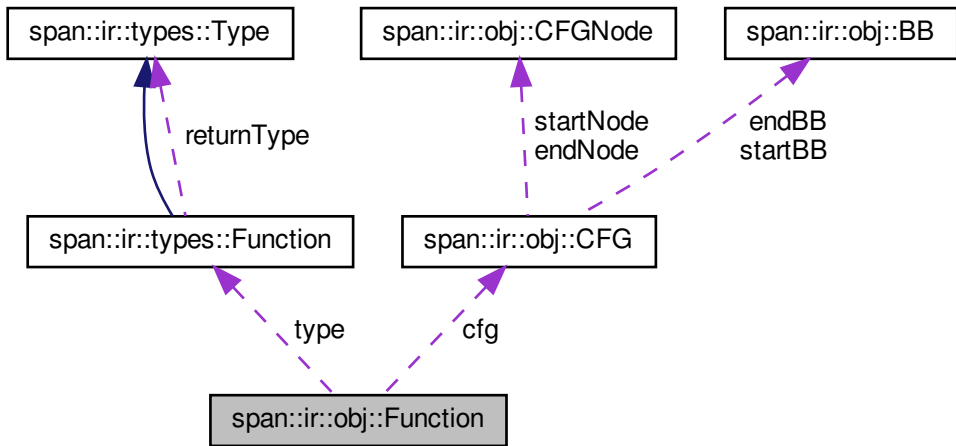 span::ir::types::Type
span::ir::obj::CFGNode
span::ir::obj::BB
returnType
startNode
endNode
endBB
startBB
span::ir::types::Function
span::ir::obj::CFG
type
cfg
span::ir::obj::Function